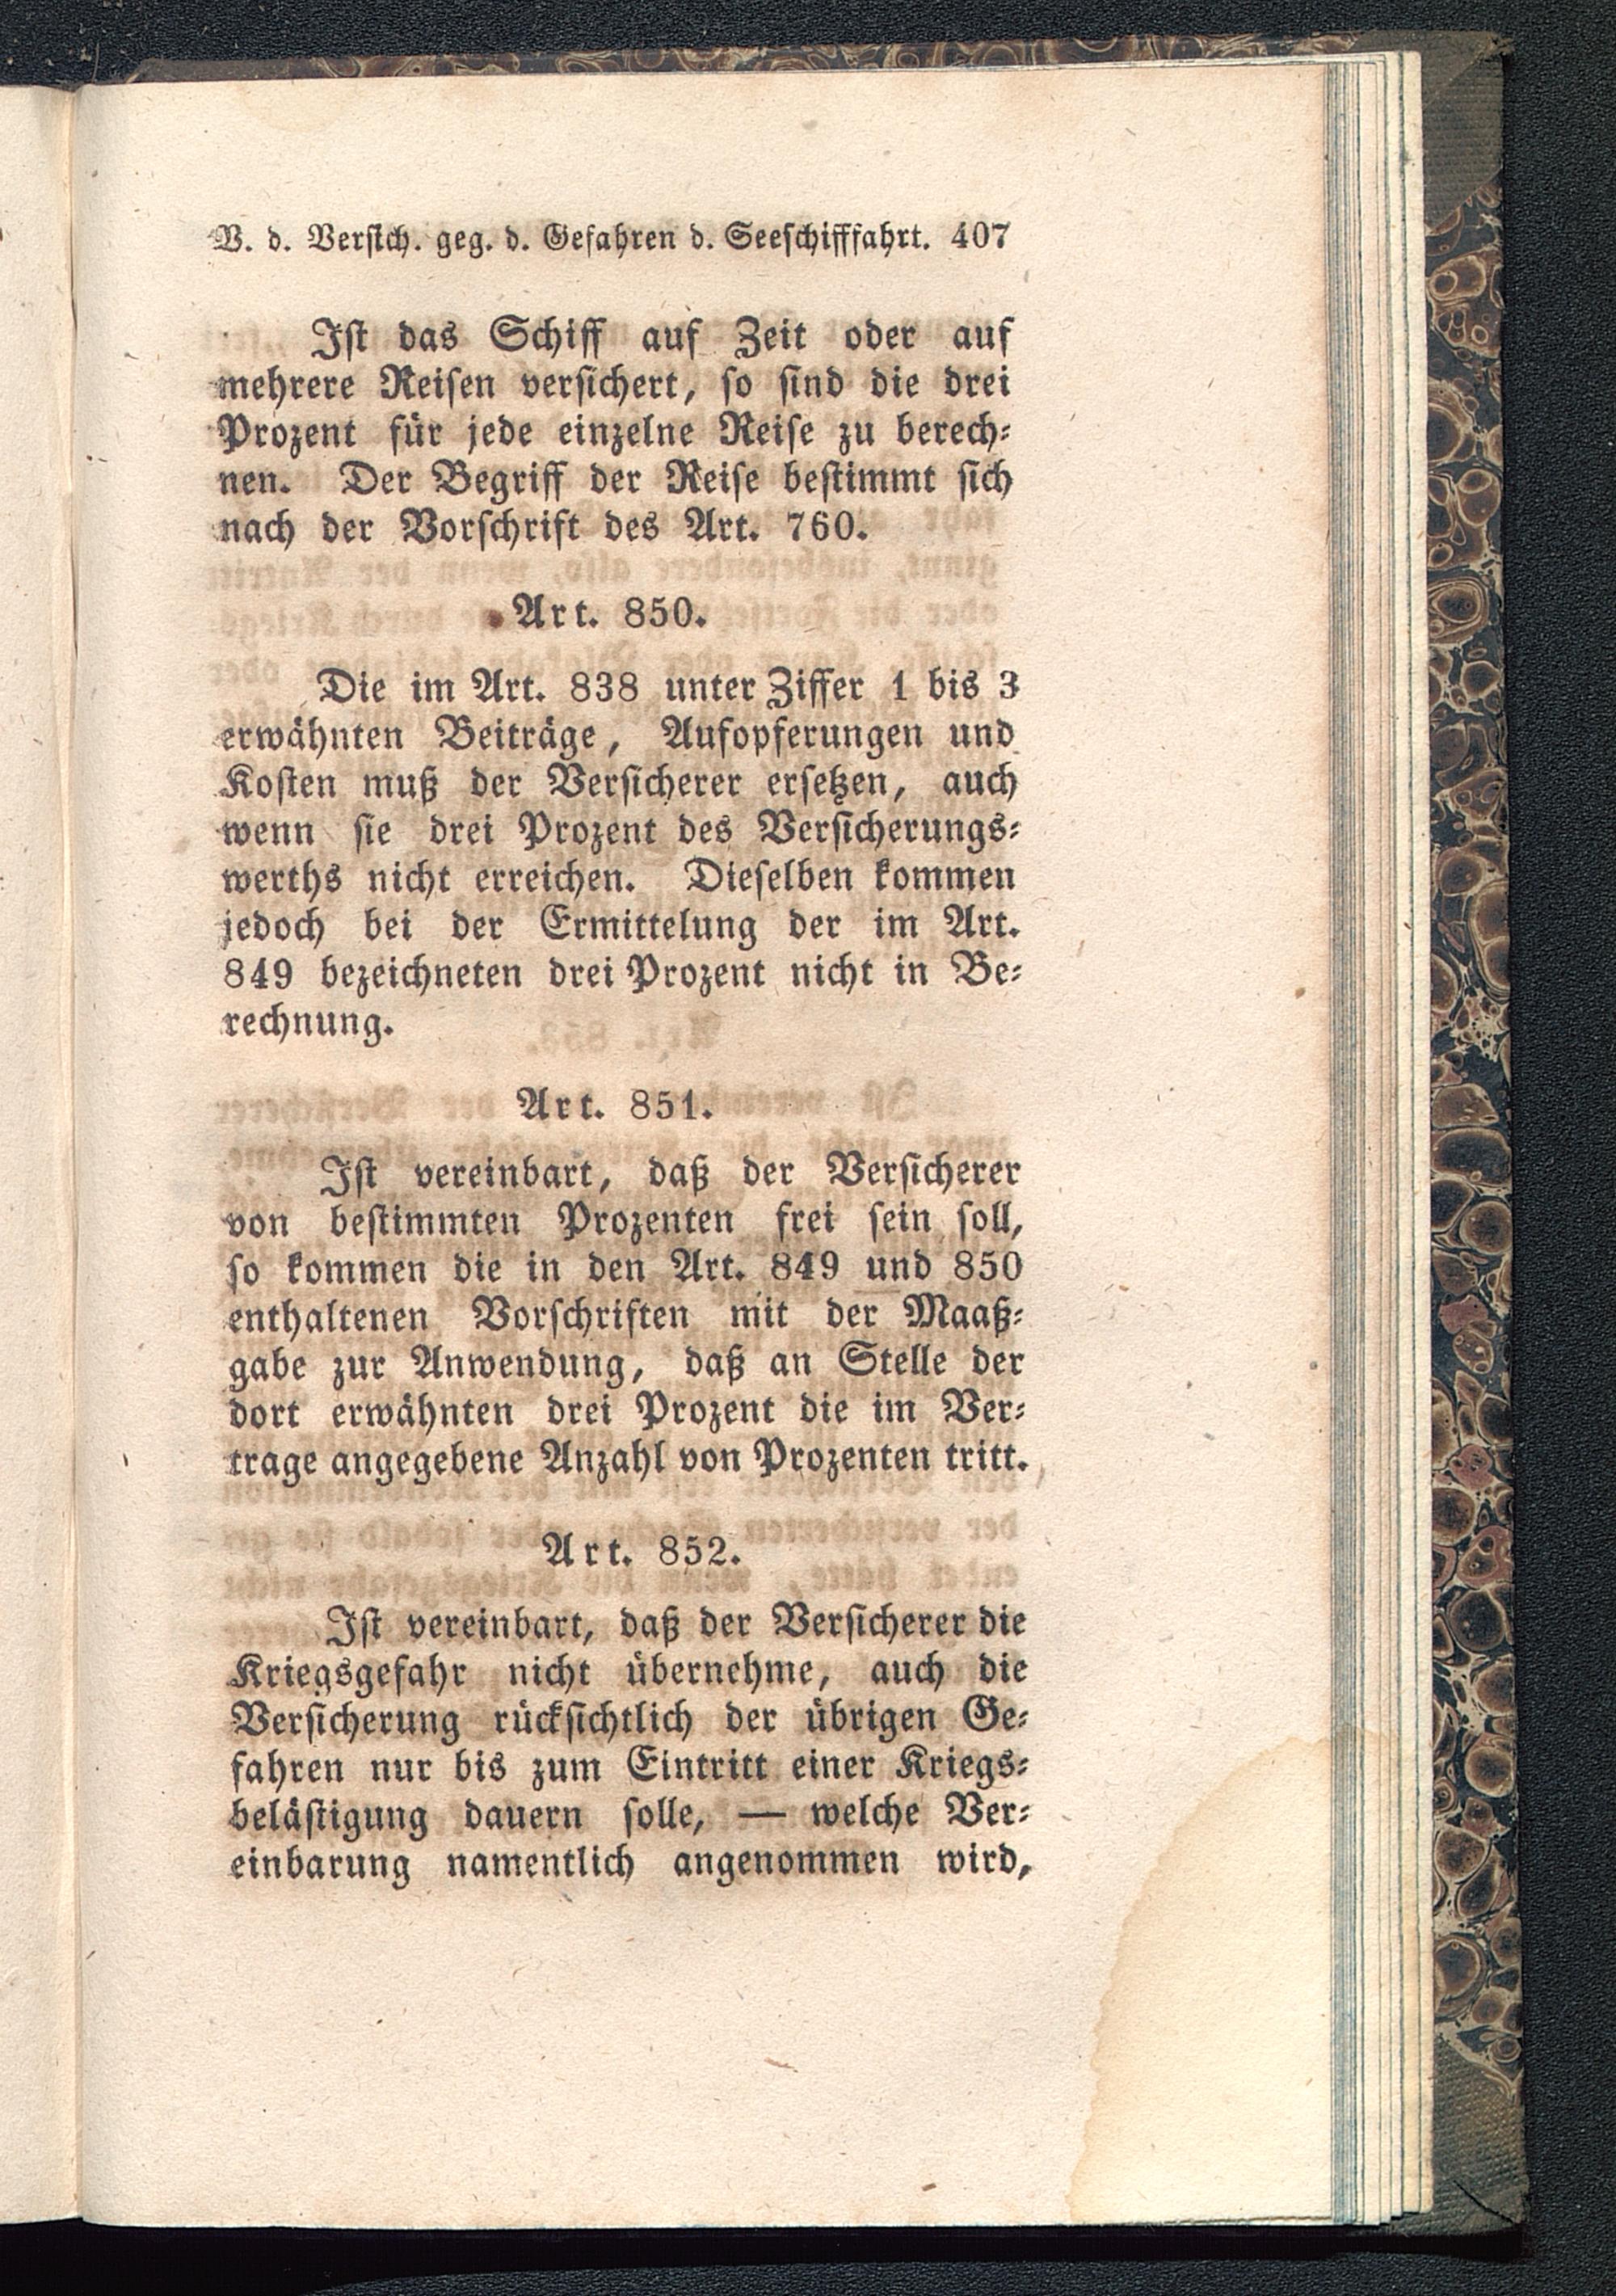 V. d. Versich. geg. d. Gefahren d. Seeschifffahrt. 407
Ist das Schiff auf Zeit oder auf
mehrere Reisen versichert, so sind die drei
Prozent für jede einzelne Reise zu berech-
nen. Der Begriff der Reise bestimmt sich
nach der Vorschrift des Art. 760.
Art. 850.
Die im Art. 838 unter Ziffer 1 bis 3
erwähnten Beiträge, Aufopferungen und
Kosten muß der Versicherer ersetzen, auch
wenn sie drei Prozent des Versicherungs-
werths nicht erreichen. Dieselben kommen
jedoch bei der Ermittelung der im Art.
849 bezeichneten drei Prozent nicht in Be-
rechnung.
Art. 851.
Ist vereinbart, daß der Versicherer
von bestimmten Prozenten frei sein soll,
so kommen die in den Art. 849 und 850
enthaltenen Vorschriften mit der Maaß-
gabe zur Anwendung, daß an Stelle der
dort erwähnten drei Prozent die im Ver-
trage angegebene Anzahl von Prozenten tritt.
Art. 852.
Ist vereinbart, daß der Versicherer die
Kriegsgefahr nicht übernehme, auch die
Versicherung rücksichtlich der übrigen Ge-
fahren nur bis zum Eintritt einer Kriegs-
belästigung dauern solle, — welche Ver-
einbarung namentlich angenommen wird,